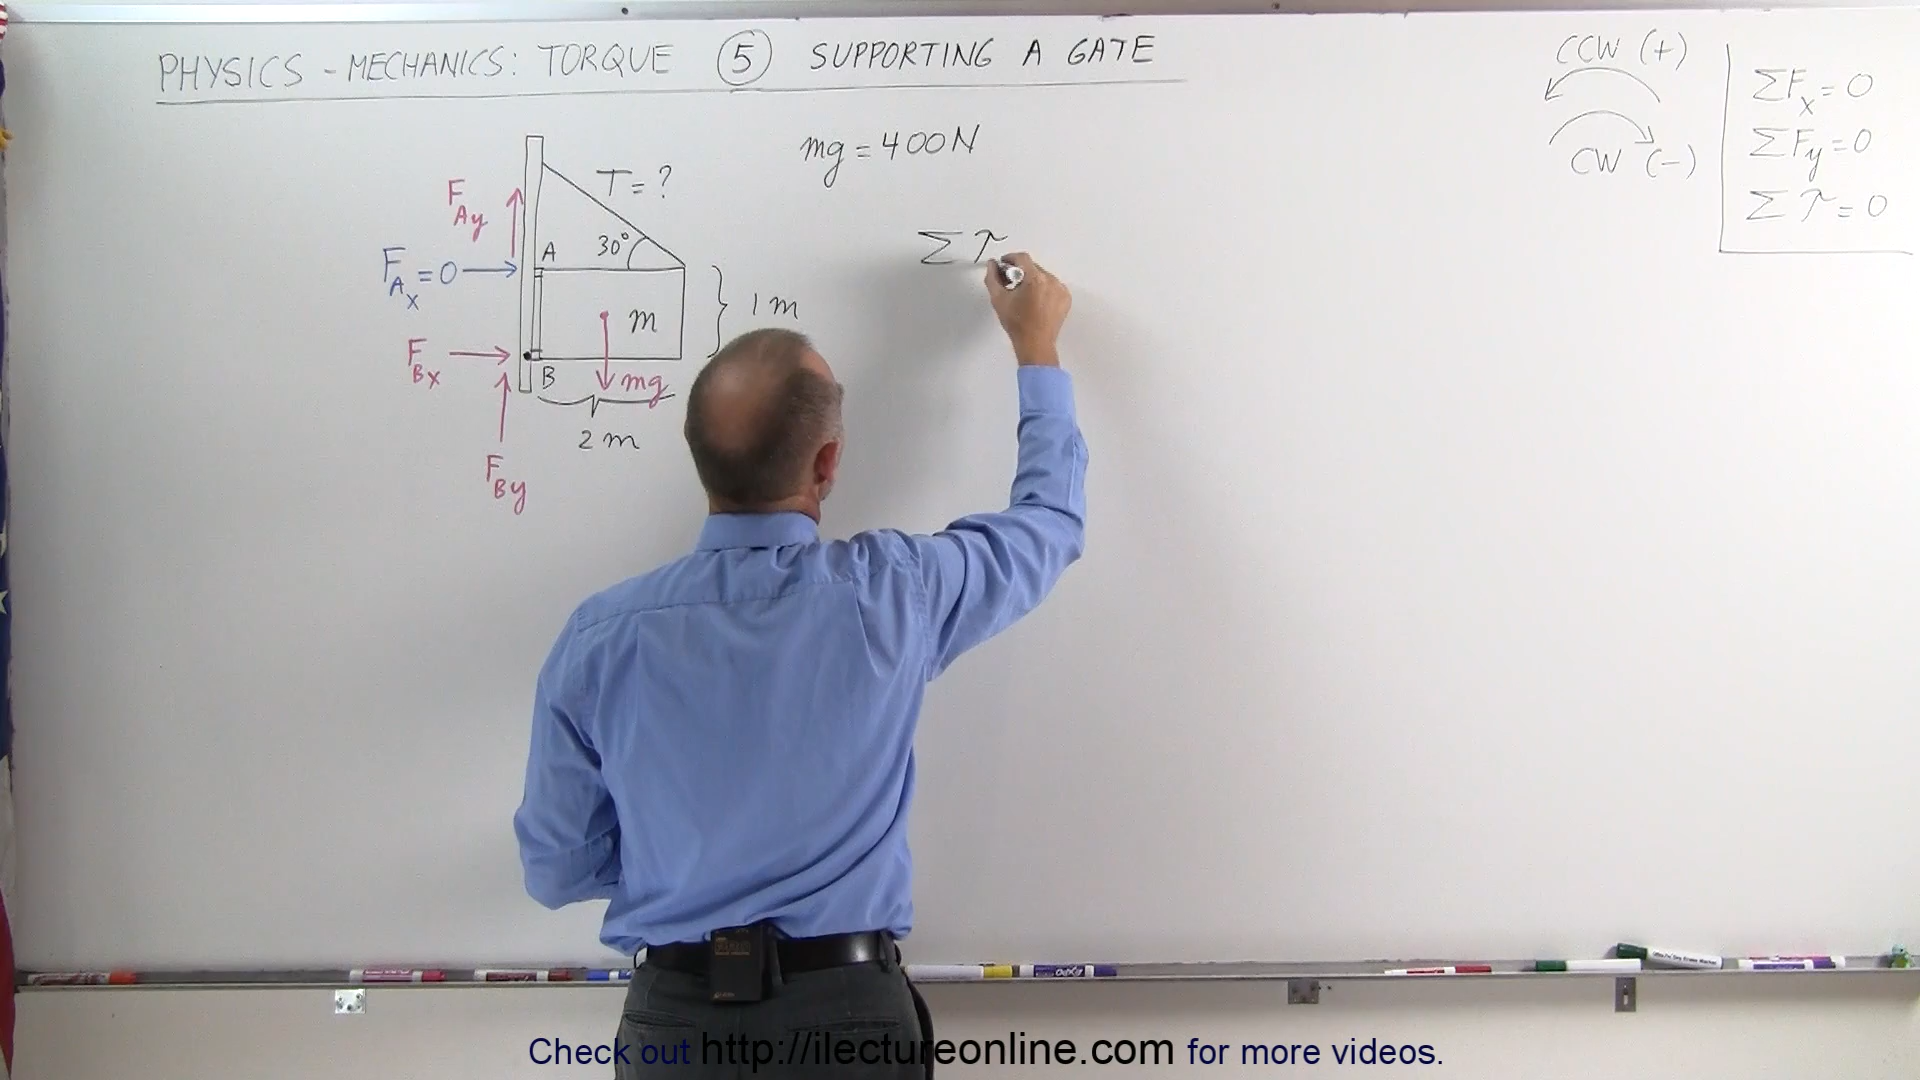 PHYSICS - MECHANICS: TORQUE 5 SUPPORTING A GATE
CCW (+)
CW (-)
ΣFx = 0
ΣFy = 0
Στ = 0
mg = 400N
T = ?
FAy
A
30°
FAx = 0
m
1 m
FBx
B
mg
2 m
FBy
Στ
Check out http://ilectureonline.com for more videos.